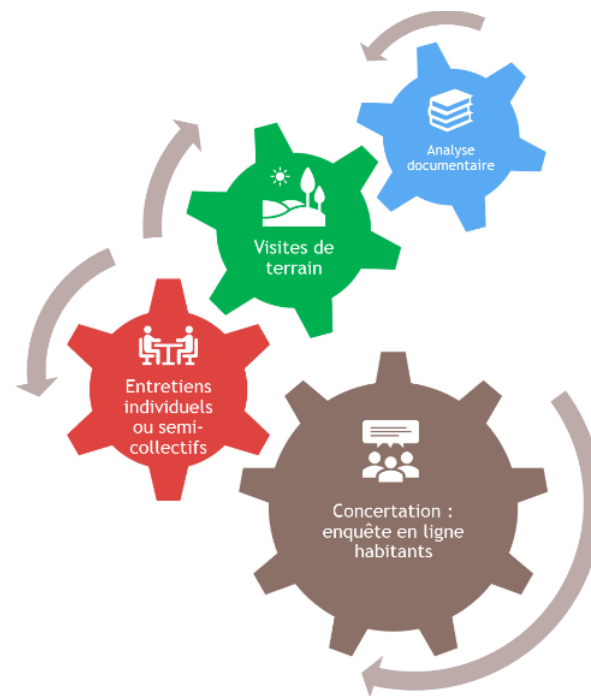 Analyse
documentaire
Visites de
terrain
Entretiens
individuels
ou semi-
collectifs
Concertation :
enquête en ligne
habitants